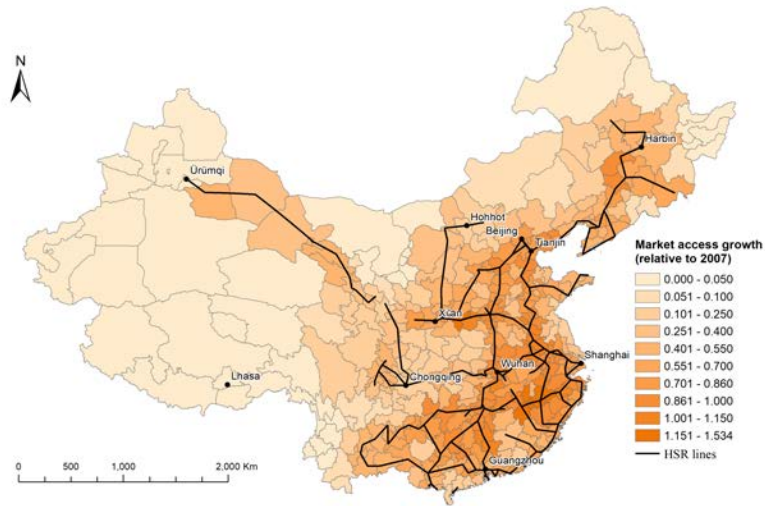 N
Harbin
Ürümqi
Hohhot
Beijing
Tianjin
Xi'an
Shanghai
Wuhan
Lhasa
Chongqing
Guangzhou
Market access growth
(relative to 2007)
0.000 - 0.050
0.051 - 0.100
0.101 - 0.250
0.251 - 0.400
0.401 - 0.550
0.551 - 0.700
0.701 - 0.860
0.861 - 1.000
1.001 - 1.150
1.151 - 1.534
HSR lines
0 500 1,000 2,000 Km